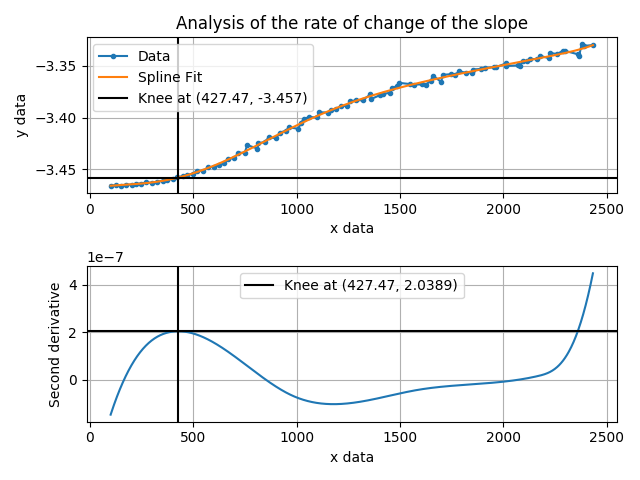 Analysis of the rate of change of the slope
Data
Spline Fit
Knee at (427.47, -3.457)
−3.35
−3.40
−3.45
y data
0
500
1000
1500
2000
2500
x data
1e−7
Knee at (427.47, 2.0389)
4
2
0
Second derivative
0
500
1000
1500
2000
2500
x data